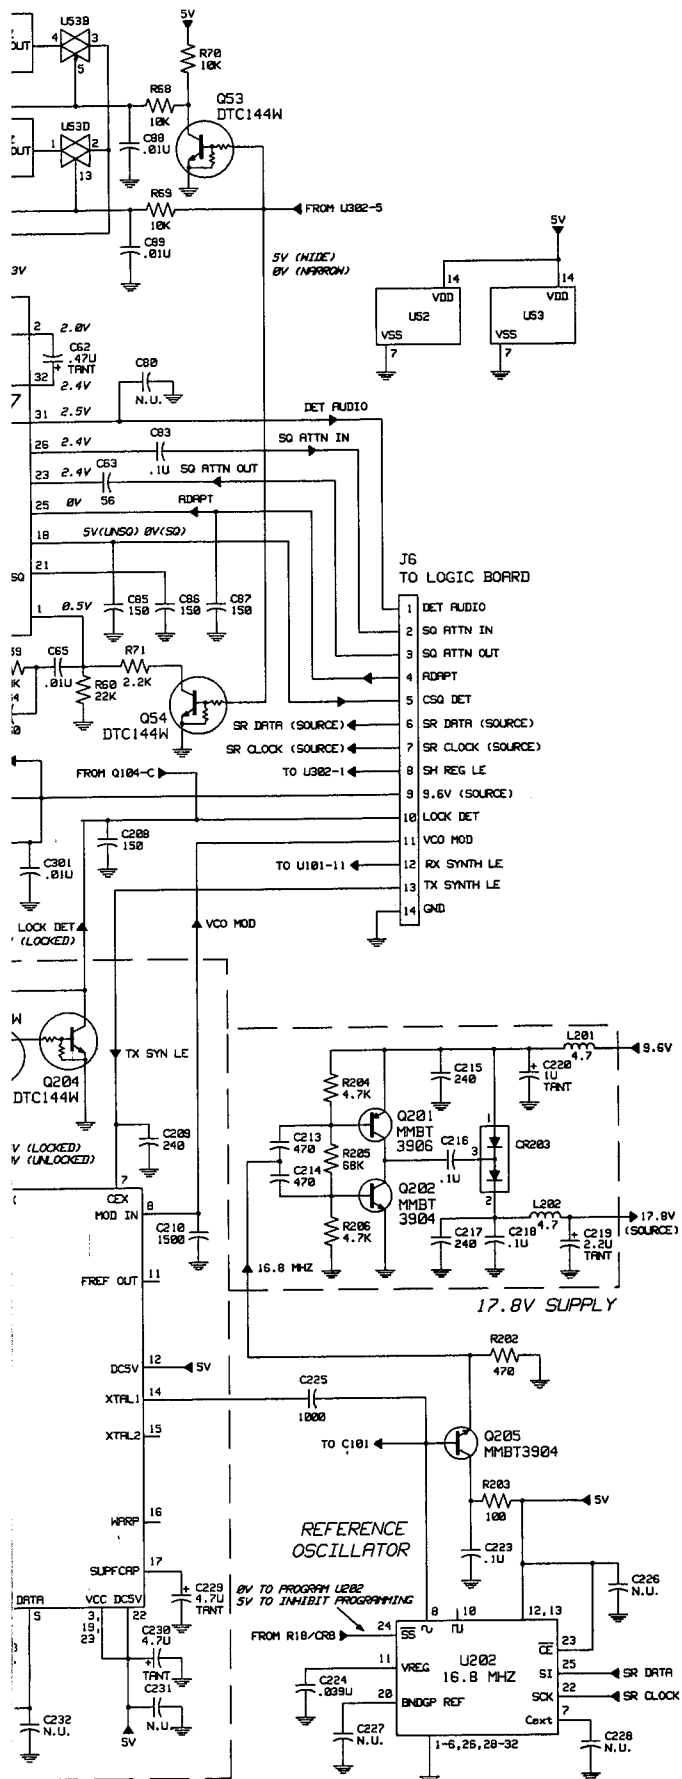 U53B
5V
OUT
4
3
5
R70
10K
R68
10K
Q53
DTC144W
U53D
OUT
1
2
13
C88
.01U
R69
10K
FROM U302-5
C89
.01U
5V (WIDE)
0V (NARROW)
5V
14
VDD
U52
VSS
7
14
VDD
U53
VSS
7
3V
2
2.0V
C62
.47U
TANT
32
2.4V
7
31
2.5V
C80
N.U.
DET AUDIO
26
2.4V
C83
.1U
SQ ATTN IN
23
2.4V
C63
56
SQ ATTN OUT
25
0V
ADAPT
18
5V(UNSQ) 0V(SQ)
SQ
21
C85
150
C86
150
C87
150
1
0.5V
J6
TO LOGIC BOARD
1 DET AUDIO
2 SQ ATTN IN
3 SQ ATTN OUT
4 ADAPT
5 CSQ DET
SR DATA (SOURCE) 6 SR DATA (SOURCE)
SR CLOCK (SOURCE) 7 SR CLOCK (SOURCE)
TO U302-1 8 SH REG LE
9 9.6V (SOURCE)
10 LOCK DET
11 VCO MOD
TO U101-11 12 RX SYNTH LE
13 TX SYNTH LE
14 GND
C65
.01U
R60
22K
R71
2.2K
Q54
DTC144W
FROM Q104-C
C208
150
C301
.01U
LOCK DET
(LOCKED)
VCO MOD
Q204
DTC144W
TX SYN LE
V (LOCKED)
V (UNLOCKED)
C209
240
7
CEX
MOD IN
8
C210
1500
FREF OUT
11
DC5V
12
5V
XTAL1
14
XTAL2
15
WARP
16
SUPFCAP
17
C229
4.7U
TANT
DATA
5
VCC DC5V
3,
19,
23
22
C230
4.7U
TANT
C231
N.U.
5V
C232
N.U.
L201
4.7
9.6V
C215
240
C220
1U
TANT
R204
4.7K
Q201
MMBT
3906
C213
470
R205
68K
C216
.1U
1
3
CR203
2
C214
470
Q202
MMBT
3904
R206
4.7K
L202
4.7
17.8V
(SOURCE)
C217
240
C218
.1U
C219
2.2U
TANT
16.8 MHZ
17.8V SUPPLY
R202
470
C225
1000
TO C101
Q205
MMBT3904
R203
100
5V
REFERENCE
OSCILLATOR
C223
.1U
0V TO PROGRAM U202
5V TO INHIBIT PROGRAMMING
C226
N.U.
8
10
12,13
FROM R18/CR8
24
SS
CE
23
U202
16.8 MHZ
11
VREG
SI
25
SR DATA
C224
.039U
20
BNDGP REF
SCK
22
SR CLOCK
Cext
7
C227
N.U.
1-6,26,28-32
C228
N.U.